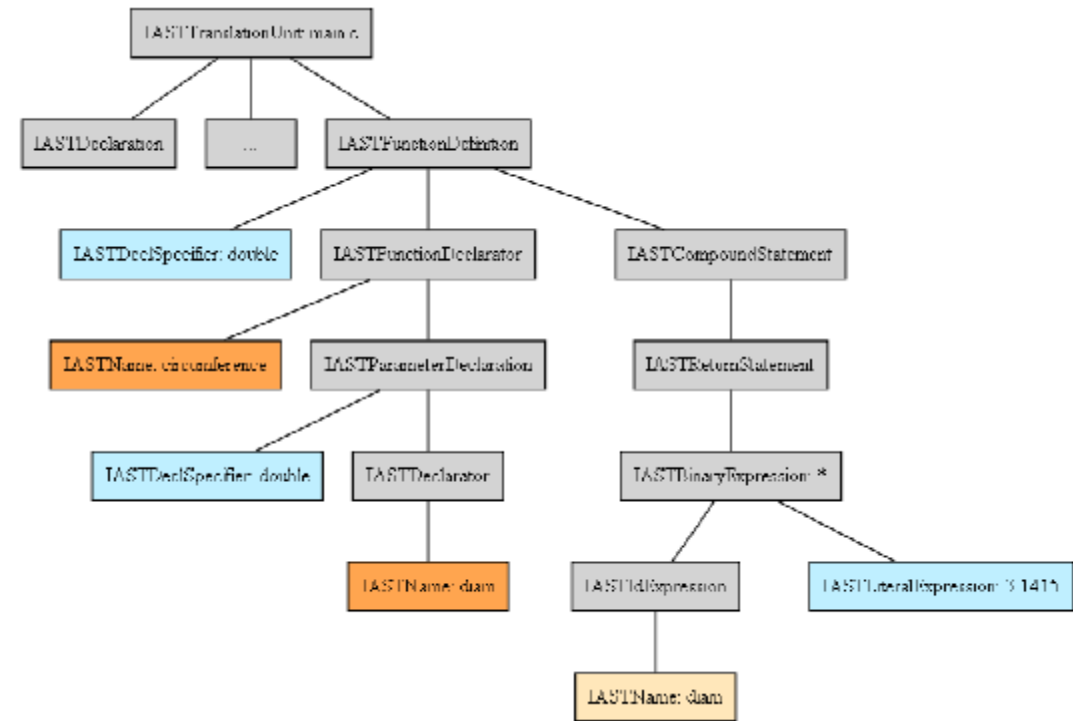 IASTTranslationUnit: main.c
IASTDeclaration
...
IASTFunctionDefinition
IASTDeclSpecifier: double
IASTFunctionDeclarator
IASTCompoundStatement
IASTName: circumference
IASTParameterDeclaration
IASTReturnStatement
IASTDeclSpecifier: double
IASTDeclarator
IASTBinaryExpression: *
IASTName: diam
IASTIdExpression
IASTLiteralExpression: 3.1415
IASTName: diam